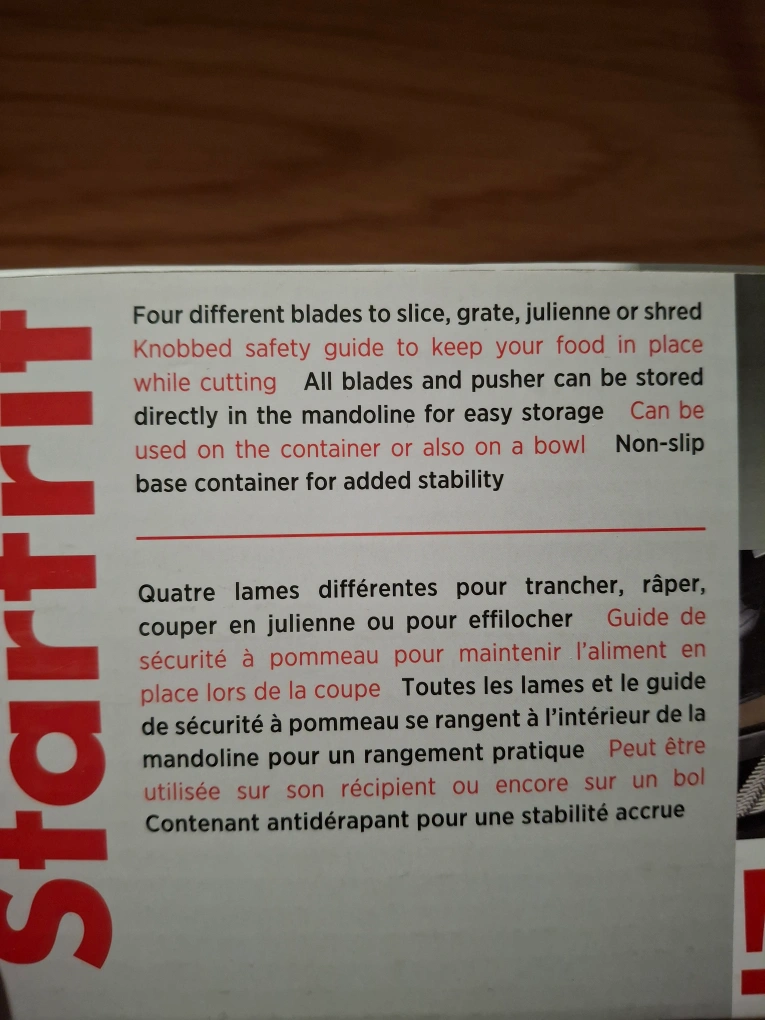 Starfrit
Four different blades to slice, grate, julienne or shred
Knobbed safety guide to keep your food in place
while cutting All blades and pusher can be stored
directly in the mandoline for easy storage Can be
used on the container or also on a bowl Non-slip
base container for added stability
Quatre lames différentes pour trancher, râper,
couper en julienne ou pour effilocher Guide de
sécurité à pommeau pour maintenir l'aliment en
place lors de la coupe Toutes les lames et le guide
de sécurité à pommeau se rangent à l'intérieur de la
mandoline pour un rangement pratique Peut être
utilisée sur son récipient ou encore sur un bol
Contenant antidérapant pour une stabilité accrue